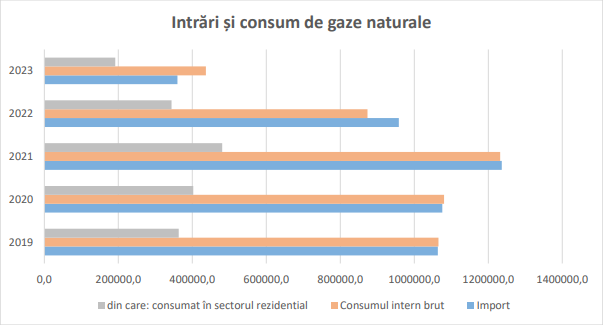 Intrări și consum de gaze naturale
2023
2022
2021
2020
2019
0,0 200000,0 400000,0 600000,0 800000,0 1000000,0 1200000,0 1400000,0
din care: consumat în sectorul rezidential Consumul intern brut Import